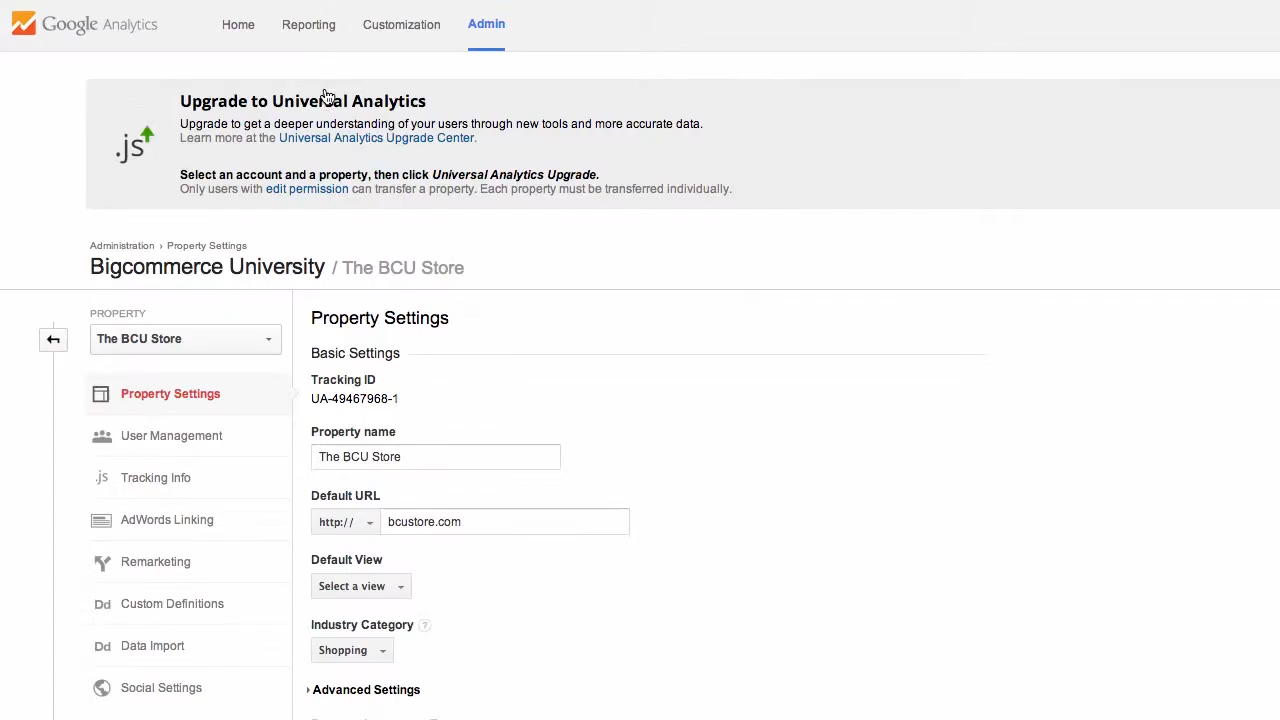 Google Analytics
Home
Reporting
Customization
Admin
Upgrade to Universal Analytics
Upgrade to get a deeper understanding of your users through new tools and more accurate data.
Learn more at the Universal Analytics Upgrade Center.
.js
Select an account and a property, then click Universal Analytics Upgrade.
Only users with edit permission can transfer a property. Each property must be transferred individually.
Administration › Property Settings
Bigcommerce University / The BCU Store
PROPERTY
The BCU Store
Property Settings
User Management
.js Tracking Info
AdWords Linking
Remarketing
Dd Custom Definitions
Dd Data Import
Social Settings
Property Settings
Basic Settings
Tracking ID
UA-49467968-1
Property name
The BCU Store
Default URL
http:// bcustore.com
Default View
Select a view
Industry Category ?
Shopping
Advanced Settings